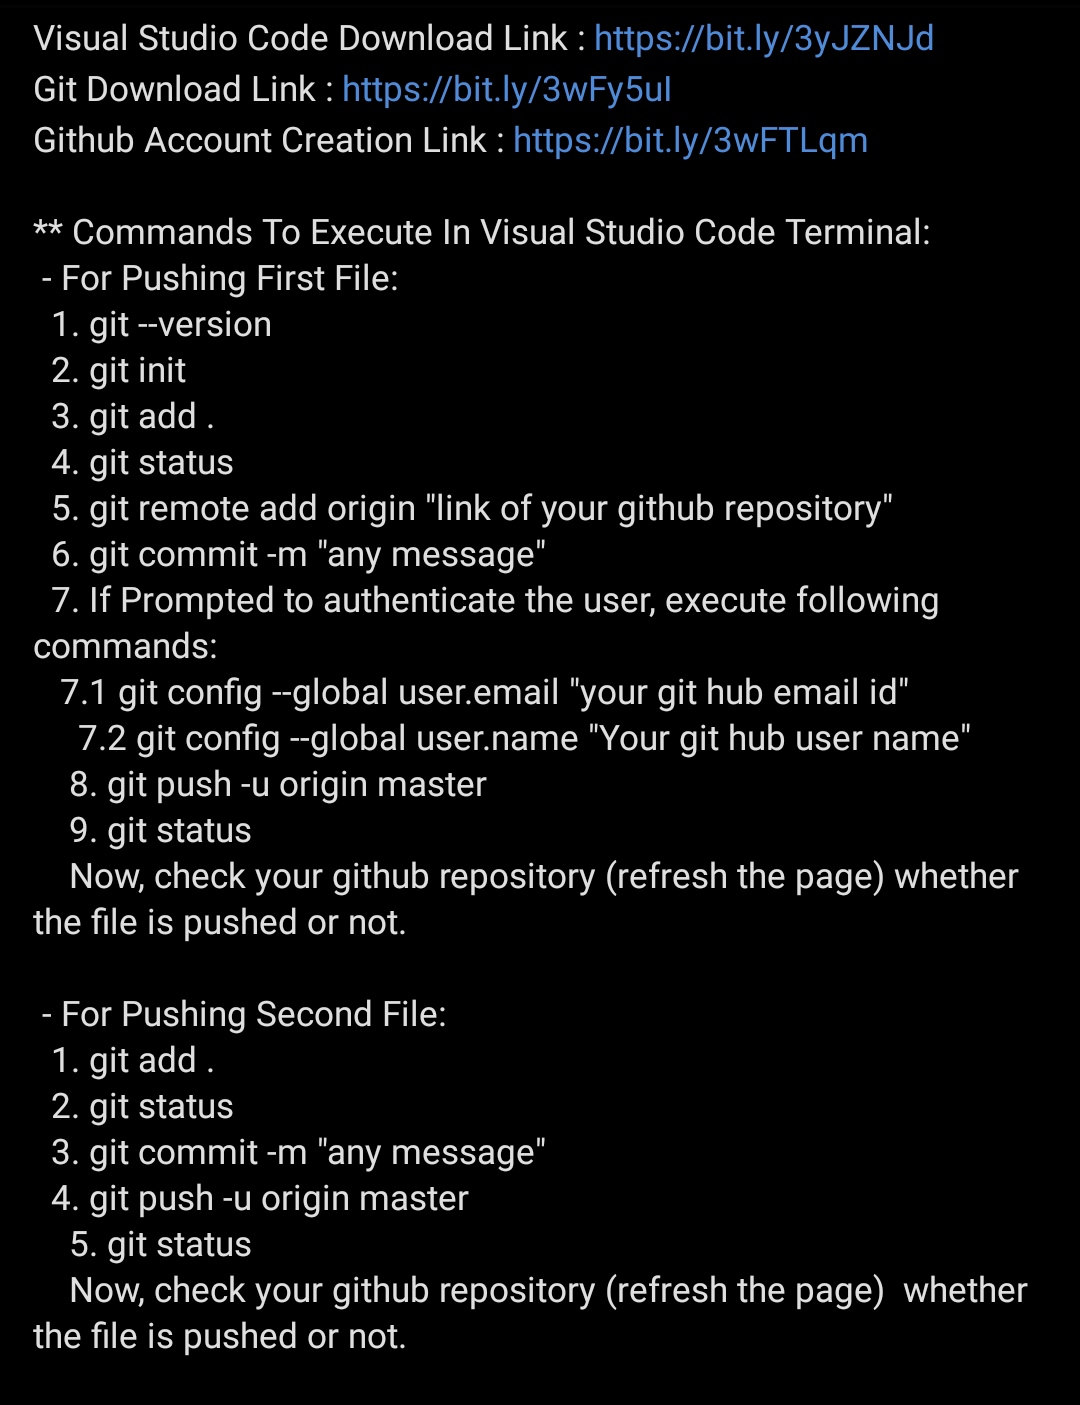 Visual Studio Code Download Link : https://bit.ly/3yJZNJd
Git Download Link : https://bit.ly/3wFy5uI
Github Account Creation Link : https://bit.ly/3wFTLqm
** Commands To Execute In Visual Studio Code Terminal:
- For Pushing First File:
1. git --version
2. git init
3. git add .
4. git status
5. git remote add origin "link of your github repository"
6. git commit -m "any message"
7. If Prompted to authenticate the user, execute following
commands:
7.1 git config --global user.email "your git hub email id"
7.2 git config --global user.name "Your git hub user name"
8. git push -u origin master
9. git status
Now, check your github repository (refresh the page) whether
the file is pushed or not.
- For Pushing Second File:
1. git add .
2. git status
3. git commit -m "any message"
4. git push -u origin master
5. git status
Now, check your github repository (refresh the page)  whether
the file is pushed or not.